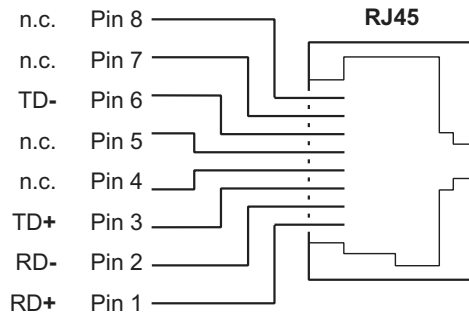 RJ45
n.c. Pin 8
n.c. Pin 7
TD- Pin 6
n.c. Pin 5
n.c. Pin 4
TD+ Pin 3
RD- Pin 2
RD+ Pin 1